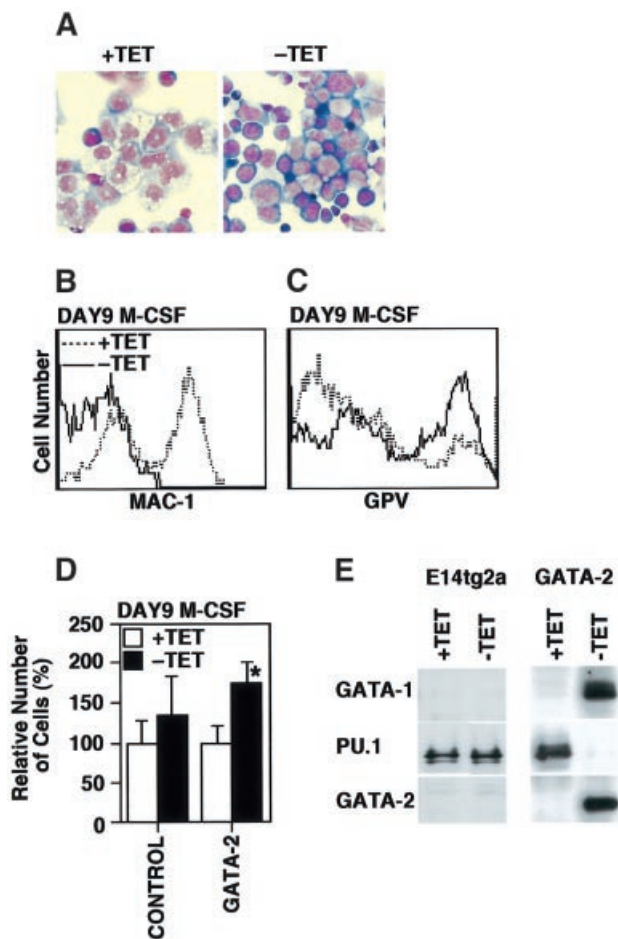 A
+TET
–TET
B
DAY9 M-CSF
+TET
–TET
Cell Number
MAC-1
C
DAY9 M-CSF
GPV
D
DAY9 M-CSF
+TET
–TET
Relative Number
of Cells (%)
250
200
150
100
50
0
CONTROL
GATA-2
*
E
E14tg2a
GATA-2
+TET
-TET
+TET
-TET
GATA-1
PU.1
GATA-2